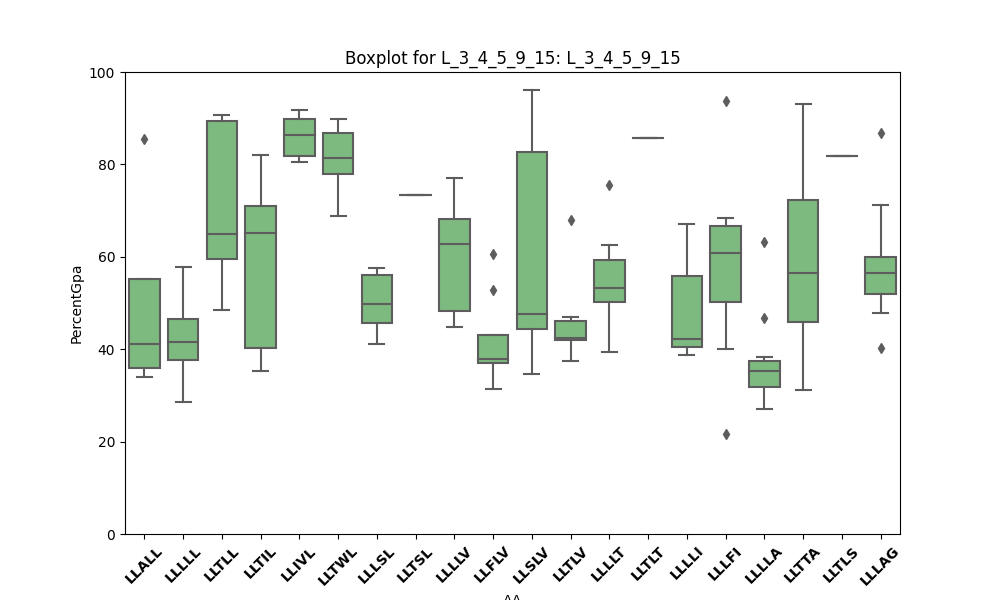 Boxplot for L_3_4_5_9_15: L_3_4_5_9_15
100
80
60
40
20
0
PercentGpa
LLALL LLLLL LLTLL LLTIL LLIVL LLTWL LLLSL LLTSL LLLLV LLFLV LLSLV LLTLV LLLLT LLTLT LLLLI LLLFI LLLLA LLTTA LLTLS LLLAG
AA